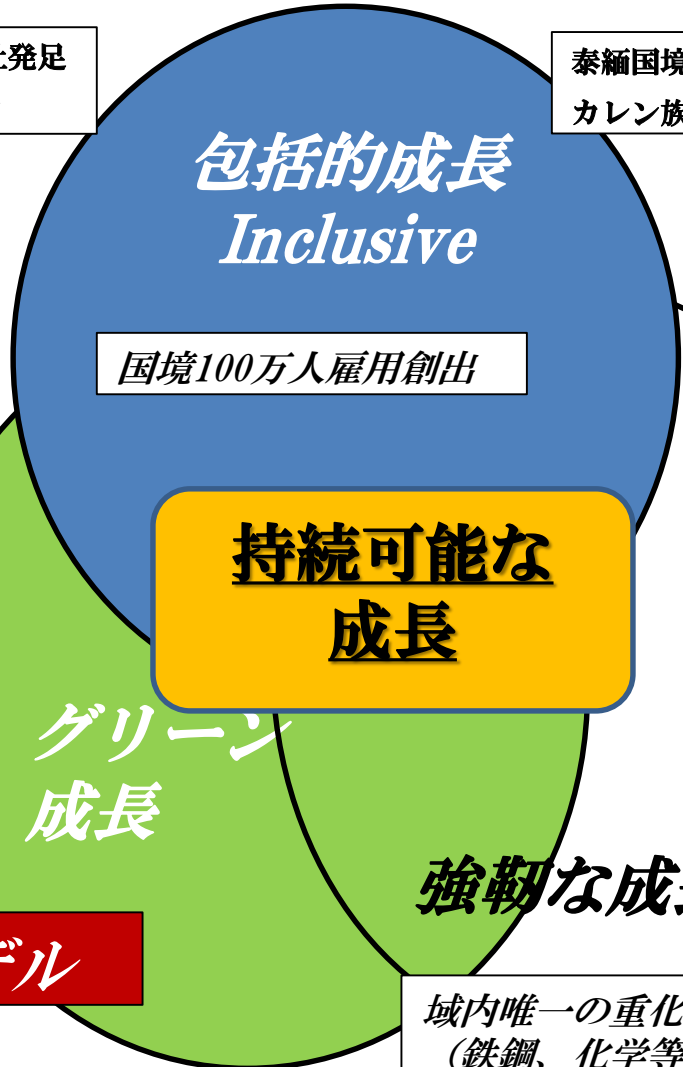 発足
泰緬国境
カレン族
包括的成長
Inclusive
国境100万人雇用創出
持続可能な
成長
グリーン
成長
強靭な成
デル
域内唯一の重化
（鉄鋼、化学等